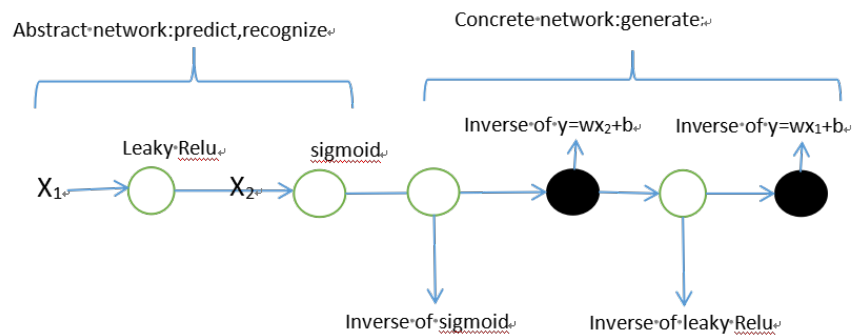 Abstract network:predict,recognize
Concrete network:generate:
Inverse of y=wx₂+b
Inverse of y=wx₁+b
Leaky Relu
sigmoid
X₁
X₂
Inverse of sigmoid
Inverse of leaky Relu